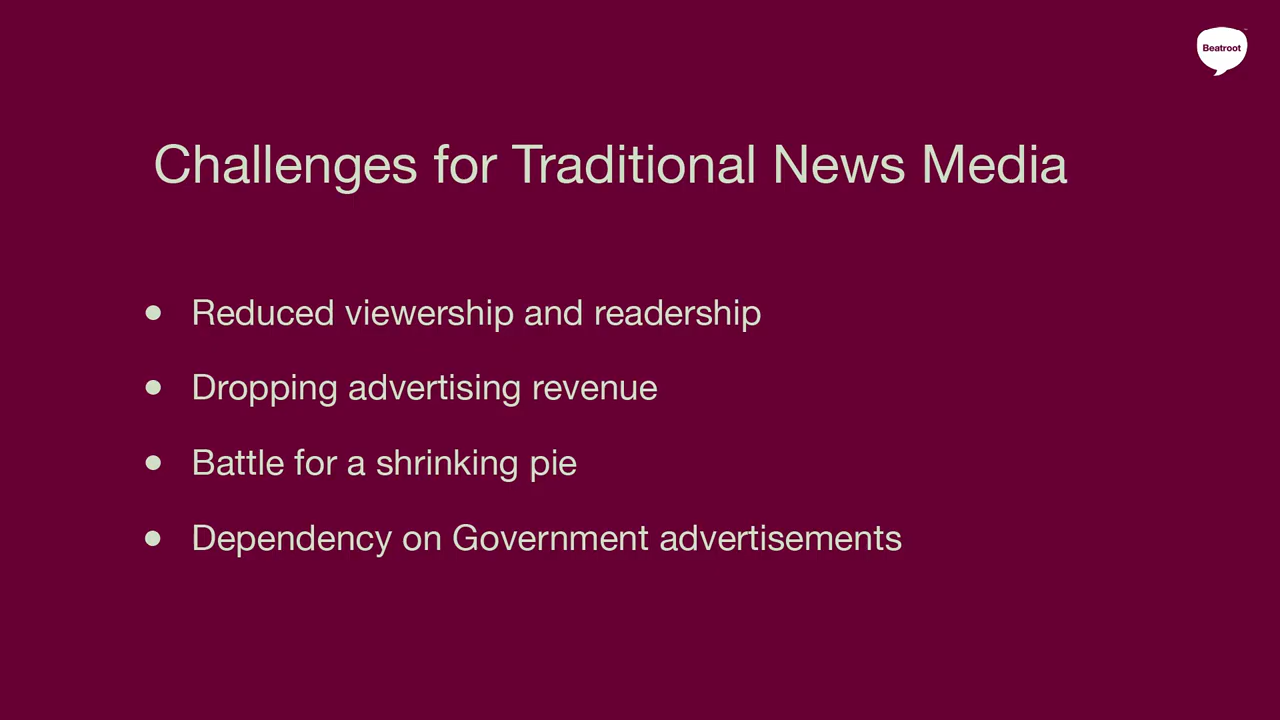 Beatroot
Challenges for Traditional News Media
• Reduced viewership and readership
• Dropping advertising revenue
• Battle for a shrinking pie
• Dependency on Government advertisements